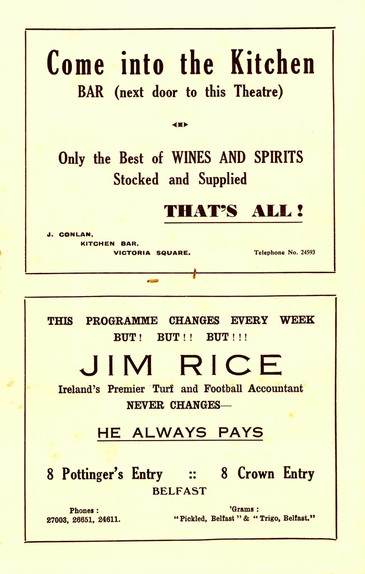 Come into the Kitchen
BAR (next door to this Theatre)
Only the Best of WINES AND SPIRITS
Stocked and Supplied
THAT'S ALL!
J. CONLAN,
KITCHEN BAR,
VICTORIA SQUARE.
Telephone No. 24593
THIS PROGRAMME CHANGES EVERY WEEK
BUT! BUT!! BUT!!!
JIM RICE
Ireland's Premier Turf and Football Accountant
NEVER CHANGES—
HE ALWAYS PAYS
8 Pottinger's Entry :: 8 Crown Entry
BELFAST
Phones :
27003, 26651, 24611.
'Grams :
"Pickled, Belfast" & "Trigo, Belfast."